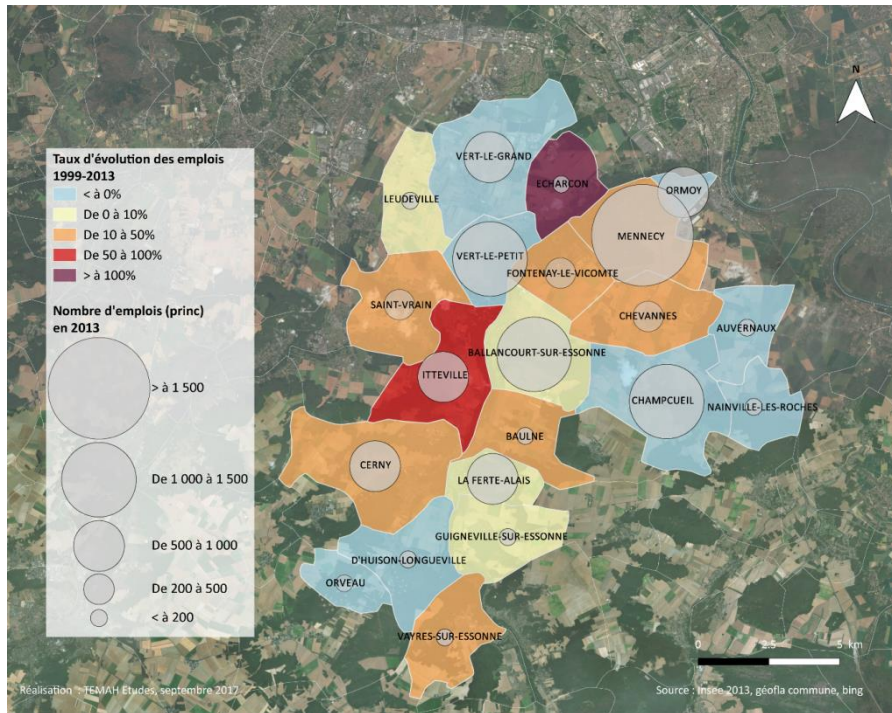 Taux d'évolution des emplois
1999-2013
< à 0%
De 0 à 10%
De 10 à 50%
De 50 à 100%
> à 100%
Nombre d'emplois (princ)
en 2013
> à 1 500
De 1 000 à 1 500
De 500 à 1 000
De 200 à 500
< à 200
N
VERT-LE-GRAND
ECHARCON
ORMOY
LEUDEVILLE
MENNECY
VERT-LE-PETIT
FONTENAY-LE-VICOMTE
SAINT-VRAIN
CHEVANNES
AUVERNAUX
BALLANCOURT-SUR-ESSONNE
ITTEVILLE
CHAMPCUEIL
NAINVILLE-LES-ROCHES
BAULNE
CERNY
LA FERTE-ALAIS
GUIGNEVILLE-SUR-ESSONNE
D'HUISON-LONGUEVILLE
ORVEAU
VAYRES-SUR-ESSONNE
0 2.5 5 km
Réalisation : TEMAH Etudes, septembre 2017
Source : Insee 2013, géofla commune, bing